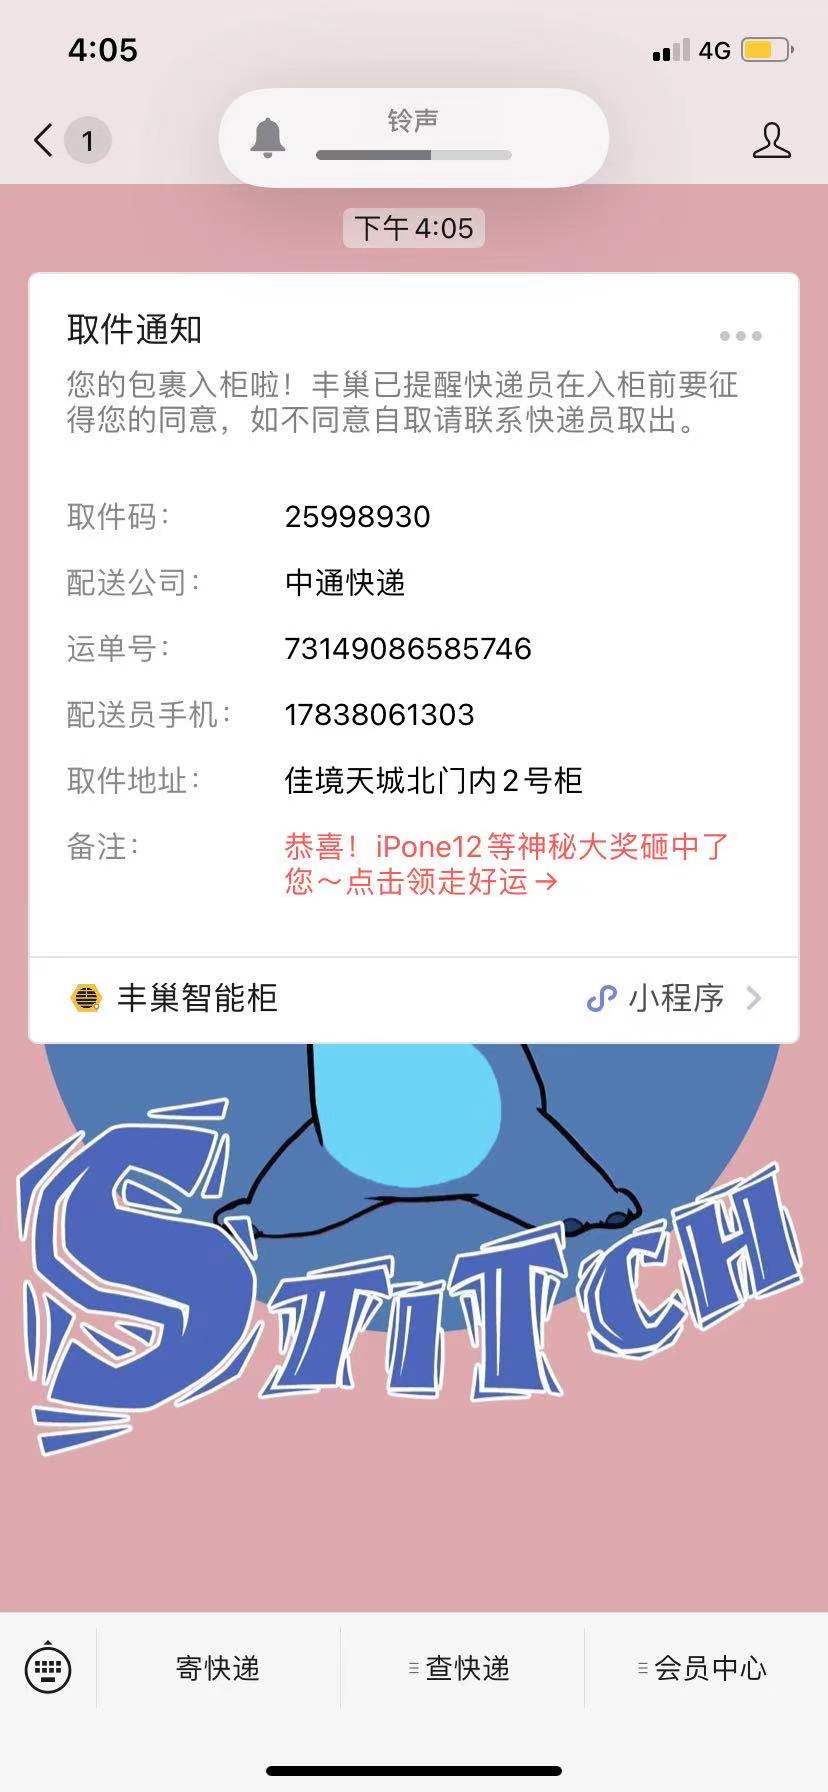 4:05
4G
1
铃声
下午4:05
取件通知
您的包裹入柜啦！丰巢已提醒快递员在入柜前要征
得您的同意，如不同意自取请联系快递员取出。
取件码： 25998930
配送公司： 中通快递
运单号： 73149086585746
配送员手机： 17838061303
取件地址： 佳境天城北门内2号柜
备注： 恭喜！iPone12等神秘大奖砸中了
您～点击领走好运→
丰巢智能柜 小程序
STiTCH
寄快递 查快递 会员中心